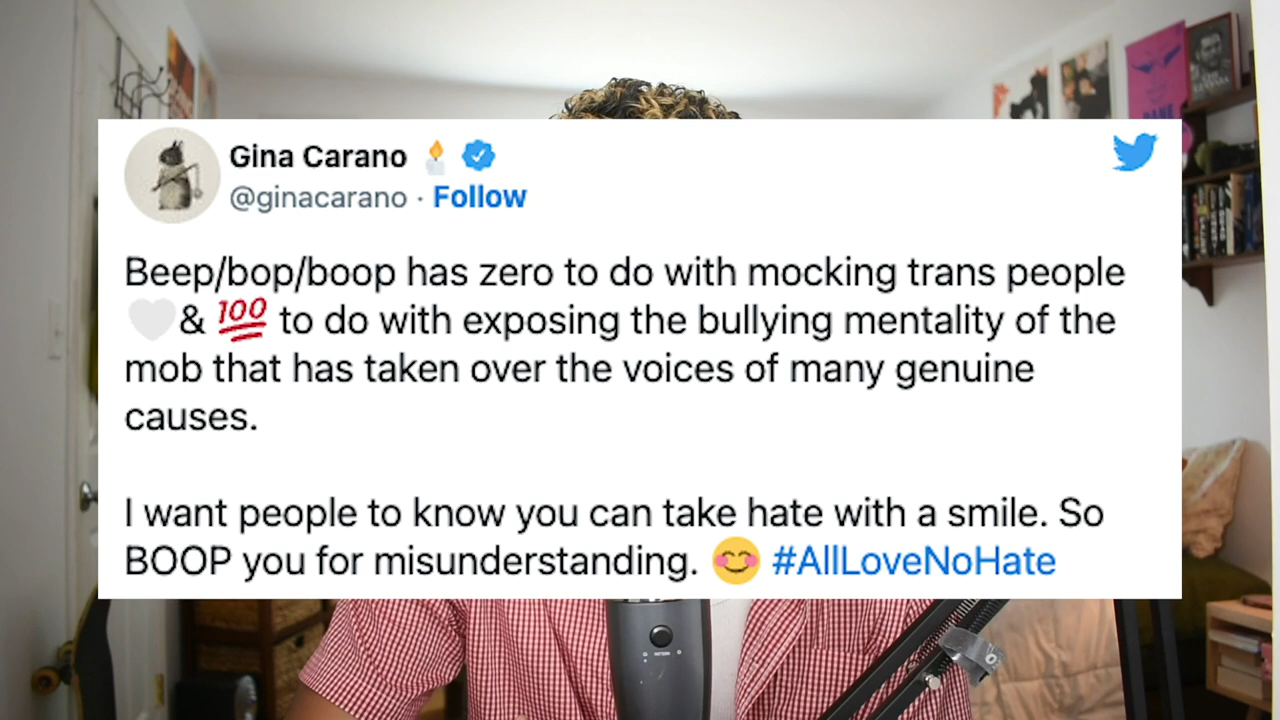 Gina Carano 🕯️
@ginacarano · Follow
Beep/bop/boop has zero to do with mocking trans people
🤍& 💯 to do with exposing the bullying mentality of the
mob that has taken over the voices of many genuine
causes.
I want people to know you can take hate with a smile. So
BOOP you for misunderstanding. 😊 #AllLoveNoHate